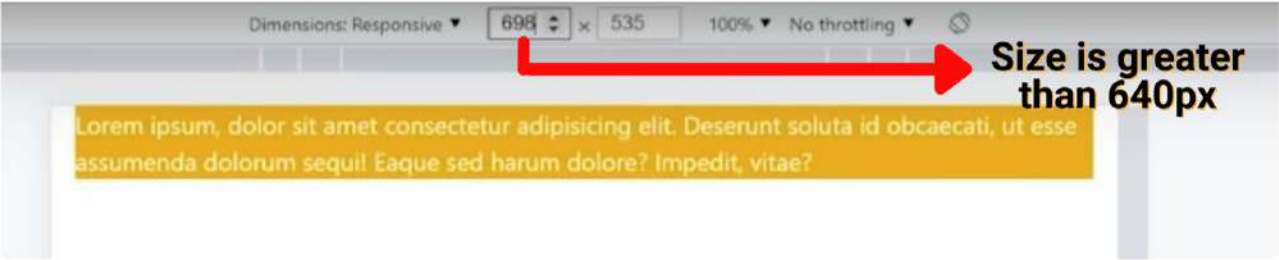 Dimensions: Responsive ▼ 698 × 535 100% ▼ No throttling ▼
Size is greater
than 640px
Lorem ipsum, dolor sit amet consectetur adipisicing elit. Deserunt soluta id obcaecati, ut esse
assumenda dolorum sequi! Eaque sed harum dolore? Impedit, vitae?